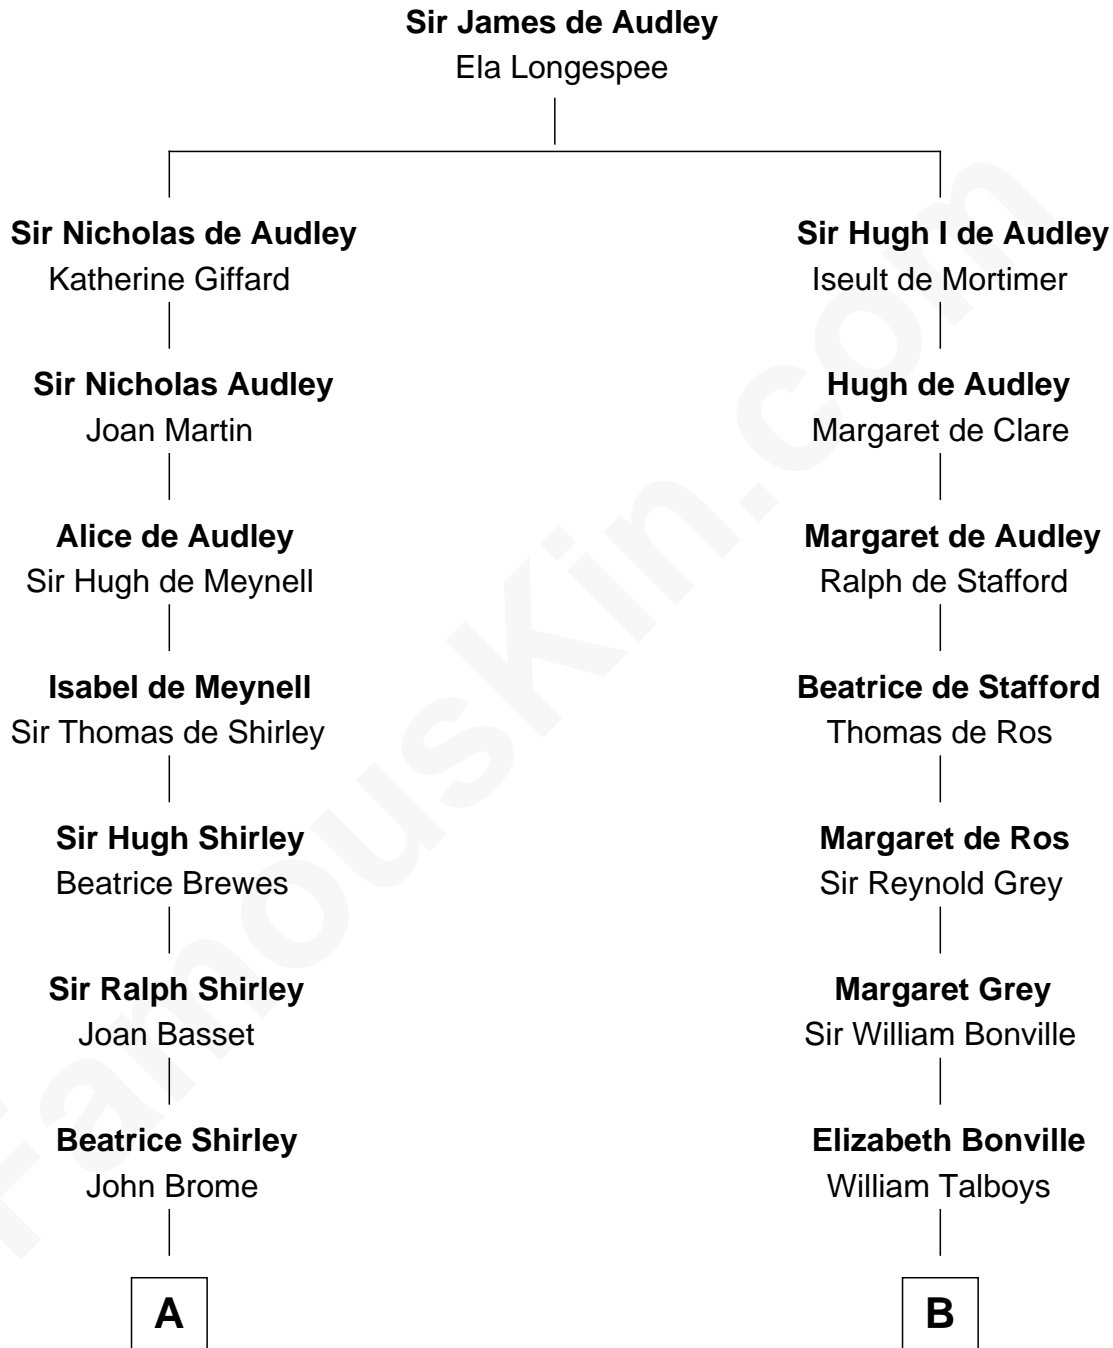 Sir James de Audley
Ela Longespee
Sir Nicholas de Audley
Katherine Giffard
Sir Nicholas Audley
Joan Martin
Alice de Audley
Sir Hugh de Meynell
Isabel de Meynell
Sir Thomas de Shirley
Sir Hugh Shirley
Beatrice Brewes
Sir Ralph Shirley
Joan Basset
Beatrice Shirley
John Brome
A
Sir Hugh I de Audley
Iseult de Mortimer
Hugh de Audley
Margaret de Clare
Margaret de Audley
Ralph de Stafford
Beatrice de Stafford
Thomas de Ros
Margaret de Ros
Sir Reynold Grey
Margaret Grey
Sir William Bonville
Elizabeth Bonville
William Talboys
B
FamousKin.com